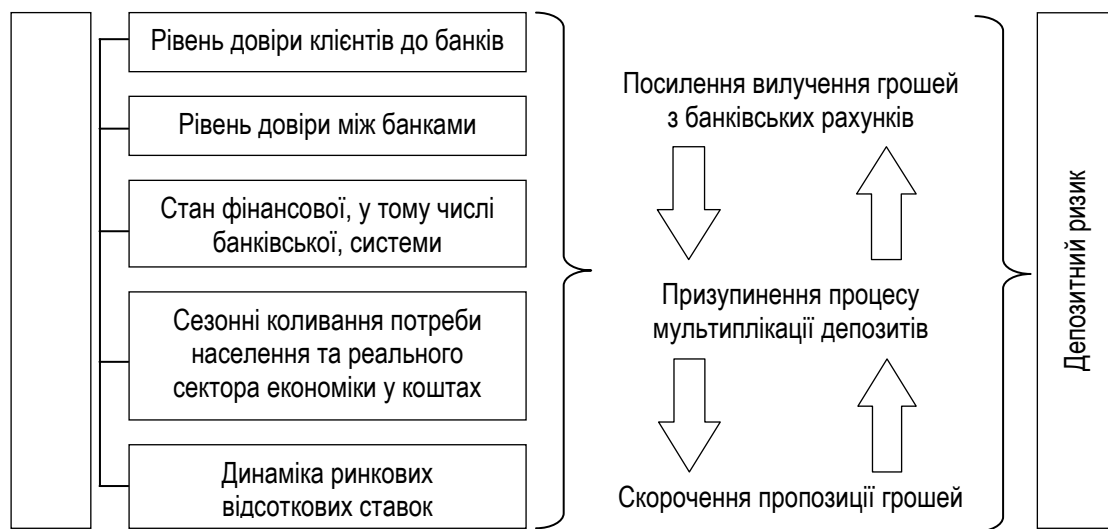 Рівень довіри клієнтів до банків
Рівень довіри між банками
Стан фінансової, у тому числі
банківської, системи
Сезонні коливання потреби
населення та реального
сектора економіки у коштах
Динаміка ринкових
відсоткових ставок
Посилення вилучення грошей
з банківських рахунків
Призупинення процесу
мультиплікації депозитів
Скорочення пропозиції грошей
Депозитний ризик